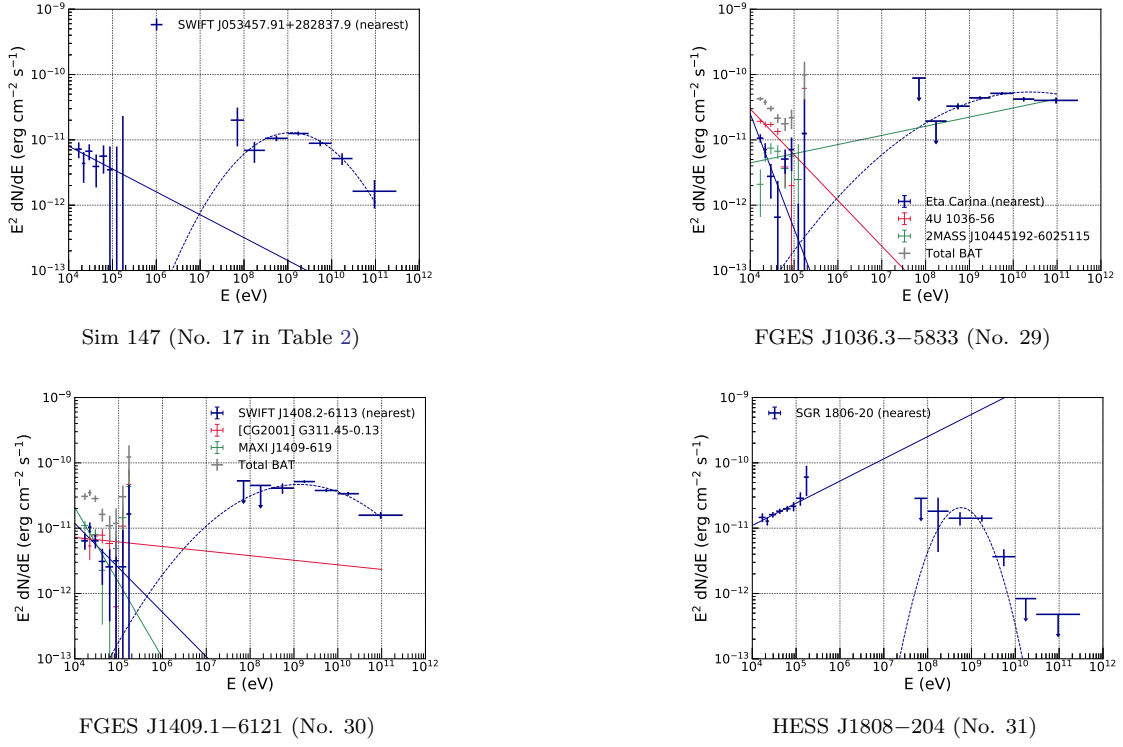 10^−9
10^−10
10^−11
10^−12
10^−13
E^2 dN/dE (erg cm^−2 s^−1)
SWIFT J053457.91+282837.9 (nearest)
10^4 10^5 10^6 10^7 10^8 10^9 10^10 10^11 10^12
E (eV)
Sim 147 (No. 17 in Table 2)
10^−9
10^−10
10^−11
10^−12
10^−13
E^2 dN/dE (erg cm^−2 s^−1)
Eta Carina (nearest)
4U 1036-56
2MASS J10445192-6025115
Total BAT
10^4 10^5 10^6 10^7 10^8 10^9 10^10 10^11 10^12
E (eV)
FGES J1036.3−5833 (No. 29)
10^−9
10^−10
10^−11
10^−12
10^−13
E^2 dN/dE (erg cm^−2 s^−1)
SWIFT J1408.2-6113 (nearest)
[CG2001] G311.45-0.13
MAXI J1409-619
Total BAT
10^4 10^5 10^6 10^7 10^8 10^9 10^10 10^11 10^12
E (eV)
FGES J1409.1−6121 (No. 30)
10^−9
10^−10
10^−11
10^−12
10^−13
E^2 dN/dE (erg cm^−2 s^−1)
SGR 1806-20 (nearest)
10^4 10^5 10^6 10^7 10^8 10^9 10^10 10^11 10^12
E (eV)
HESS J1808−204 (No. 31)